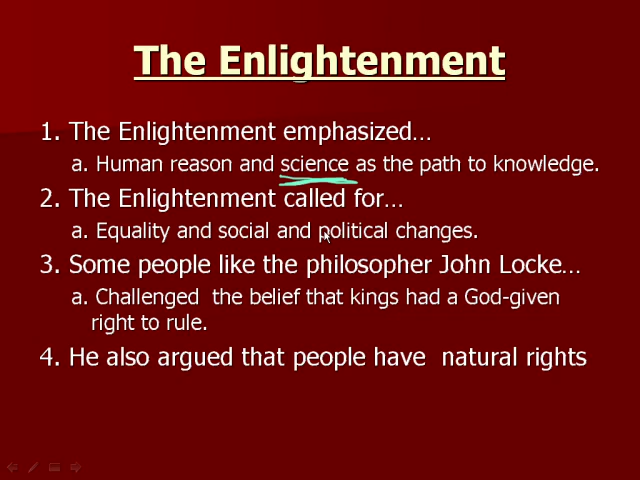 The Enlightenment
1. The Enlightenment emphasized…
a. Human reason and science as the path to knowledge.
2. The Enlightenment called for…
a. Equality and social and political changes.
3. Some people like the philosopher John Locke…
a. Challenged the belief that kings had a God-given
right to rule.
4. He also argued that people have natural rights